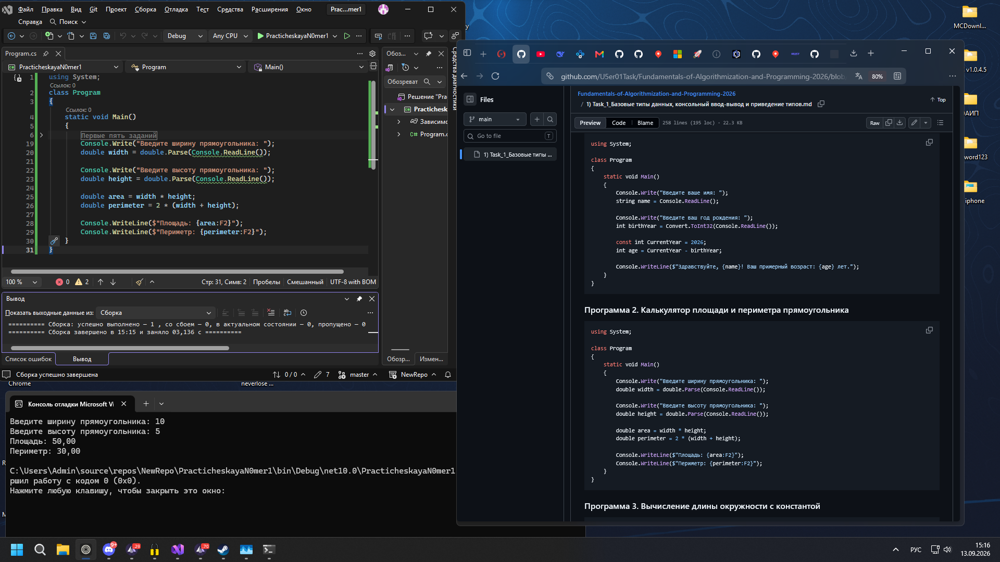 Файл Правка Вид Git Проект Сборка Отладка Тест Средства Расширения Окно Prac...mer1
Справка Поиск
Debug Any CPU PracticheskayaN0mer1
Program.cs
PracticheskayaN0mer1 Program Main()
1 using System;
Ссылок: 0
2 class Program
3 {
Ссылок: 0
4 static void Main()
5 {
6 Первые пять заданий
19 Console.Write("Введите ширину прямоугольника: ");
20 double width = double.Parse(Console.ReadLine());
21
22 Console.Write("Введите высоту прямоугольника: ");
23 double height = double.Parse(Console.ReadLine());
24
25 double area = width * height;
26 double perimeter = 2 * (width + height);
27
28 Console.WriteLine($"Площадь: {area:F2}");
29 Console.WriteLine($"Периметр: {perimeter:F2}");
30 }
31 }
100 % 0 2 Стр: 31, Симв: 2 Пробелы Смешанный UTF-8 with BOM
Вывод
Показать выходные данные из: Сборка
========== Сборка: успешно выполнено — 1 , со сбоем — 0, в актуальном состоянии — 0, пропущено — 0
========== Сборка завершено в 15:15 и заняло 03,136 с ==========
Список ошибок Вывод
Сборка успешно завершена 0 / 0 7 master NewRepo
Обоз...
Обозреват
Решение "Pra
Practichesk
Зависимо
C# Program.c
Обозр... Измен...
Средства диагностики
Chrome
neverlose ...
Консоль отладки Microsoft Vi
Введите ширину прямоугольника: 10
Введите высоту прямоугольника: 5
Площадь: 50,00
Периметр: 30,00
C:\Users\Admin\source\repos\NewRepo\PracticheskayaN0mer1\bin\Debug\net10.0\PracticheskayaN0mer1
ршил работу с кодом 0 (0x0).
Нажмите любую клавишу, чтобы закрыть это окно:
github.com/U5er01Task/Fundamentals-of-Algorithmization-and-Programming-2026/blob 80%
Files
main
Go to file T
1) Task_1_Базовые типы ...
Fundamentals-of-Algorithmization-and-Programming-2026
/ 1) Task_1_Базовые типы данных, консольный ввод-вывод и приведение типов.md
Top
Preview Code Blame 258 lines (195 loc) · 22.3 KB Raw
using System;
class Program
{
static void Main()
{
Console.Write("Введите ваше имя: ");
string name = Console.ReadLine();
Console.Write("Введите ваш год рождения: ");
int birthYear = Convert.ToInt32(Console.ReadLine());
const int CurrentYear = 2026;
int age = CurrentYear - birthYear;
Console.WriteLine($"Здравствуйте, {name}! Ваш примерный возраст: {age} лет.");
}
}
Программа 2. Калькулятор площади и периметра прямоугольника
using System;
class Program
{
static void Main()
{
Console.Write("Введите ширину прямоугольника: ");
double width = double.Parse(Console.ReadLine());
Console.Write("Введите высоту прямоугольника: ");
double height = double.Parse(Console.ReadLine());
double area = width * height;
double perimeter = 2 * (width + height);
Console.WriteLine($"Площадь: {area:F2}");
Console.WriteLine($"Периметр: {perimeter:F2}");
}
}
Программа 3. Вычисление длины окружности с константой
MCDownl...
v1.0.4.5
ОАИП
word123
iphone
9+ 29 70
РУС
15:16
13.09.2026